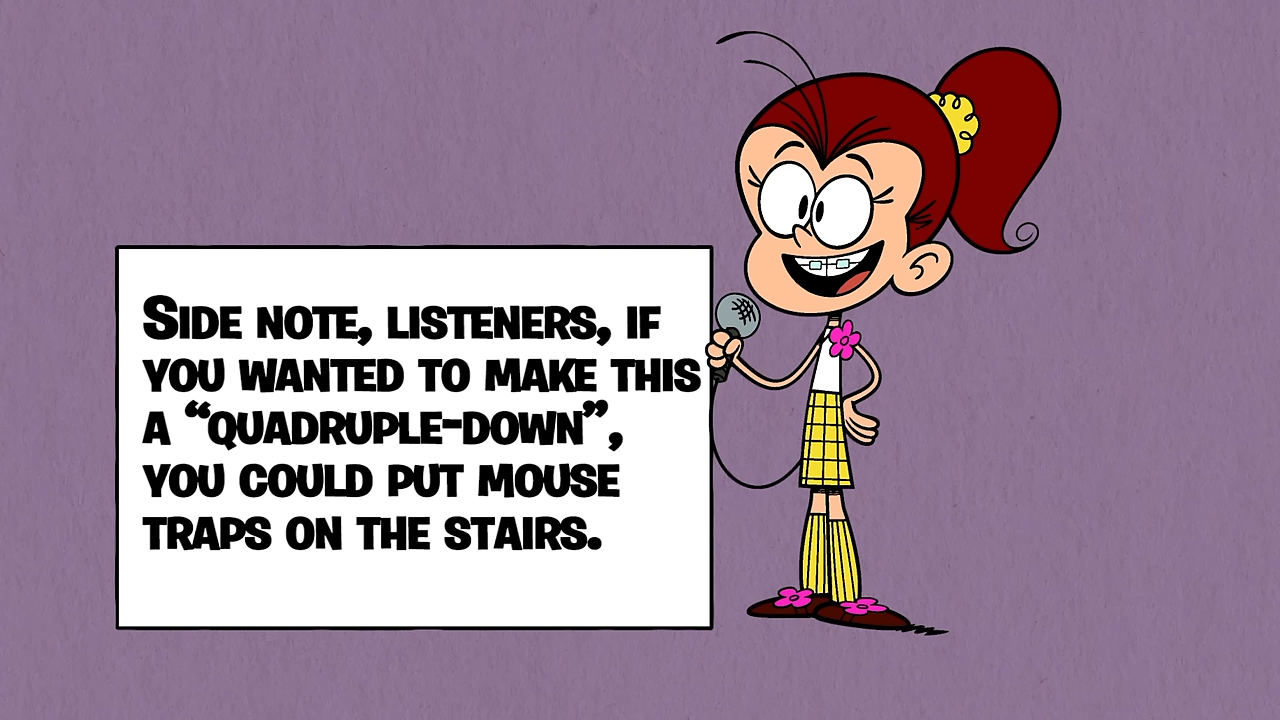 Side note, listeners, if
you wanted to make this
a “quadruple-down”,
you could put mouse
traps on the stairs.